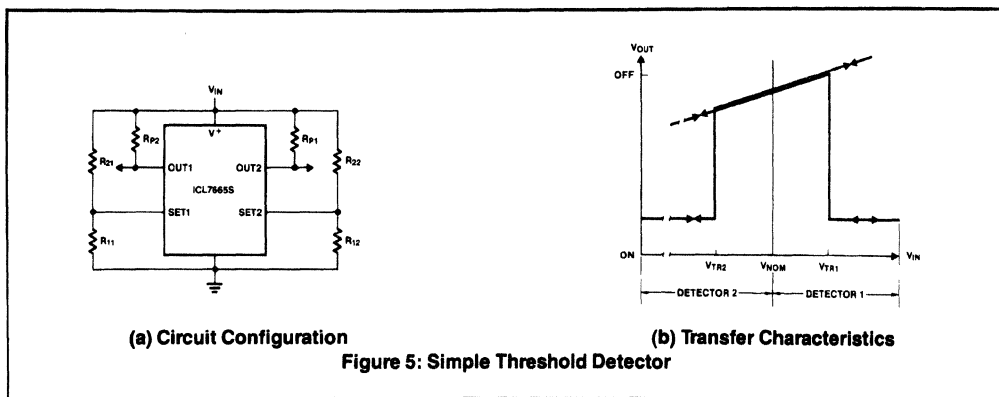 VIN
V+
RP2
RP1
R21
OUT1
OUT2
R22
ICL7665S
SET1
SET2
R11
R12
(a) Circuit Configuration
VOUT
OFF
ON
VTR2
VNOM
VTR1
VIN
DETECTOR 2
DETECTOR 1
(b) Transfer Characteristics
Figure 5: Simple Threshold Detector